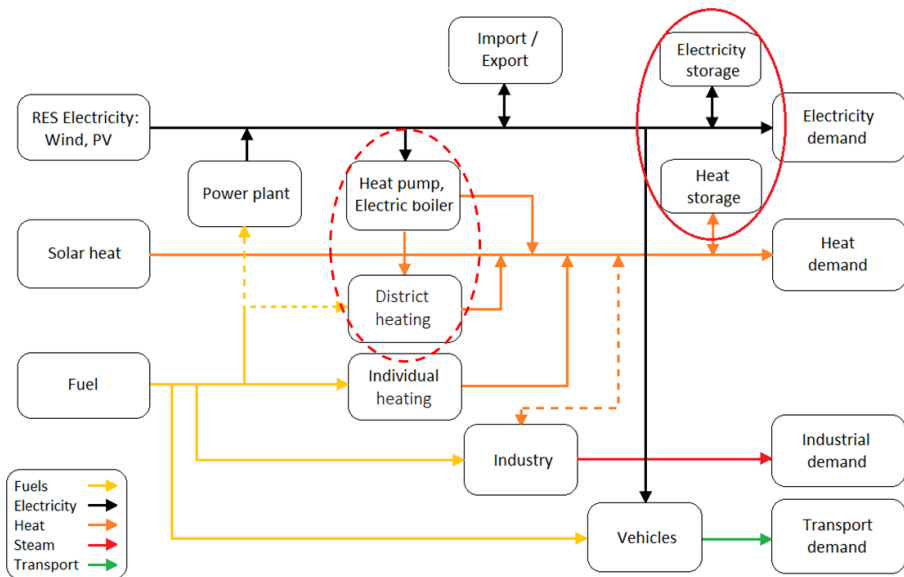 Import /
Export
Electricity
storage
RES Electricity:
Wind, PV
Electricity
demand
Power plant
Heat pump,
Electric boiler
Heat
storage
Solar heat
Heat
demand
District
heating
Fuel
Individual
heating
Industry
Industrial
demand
Fuels
Electricity
Heat
Steam
Transport
Vehicles
Transport
demand